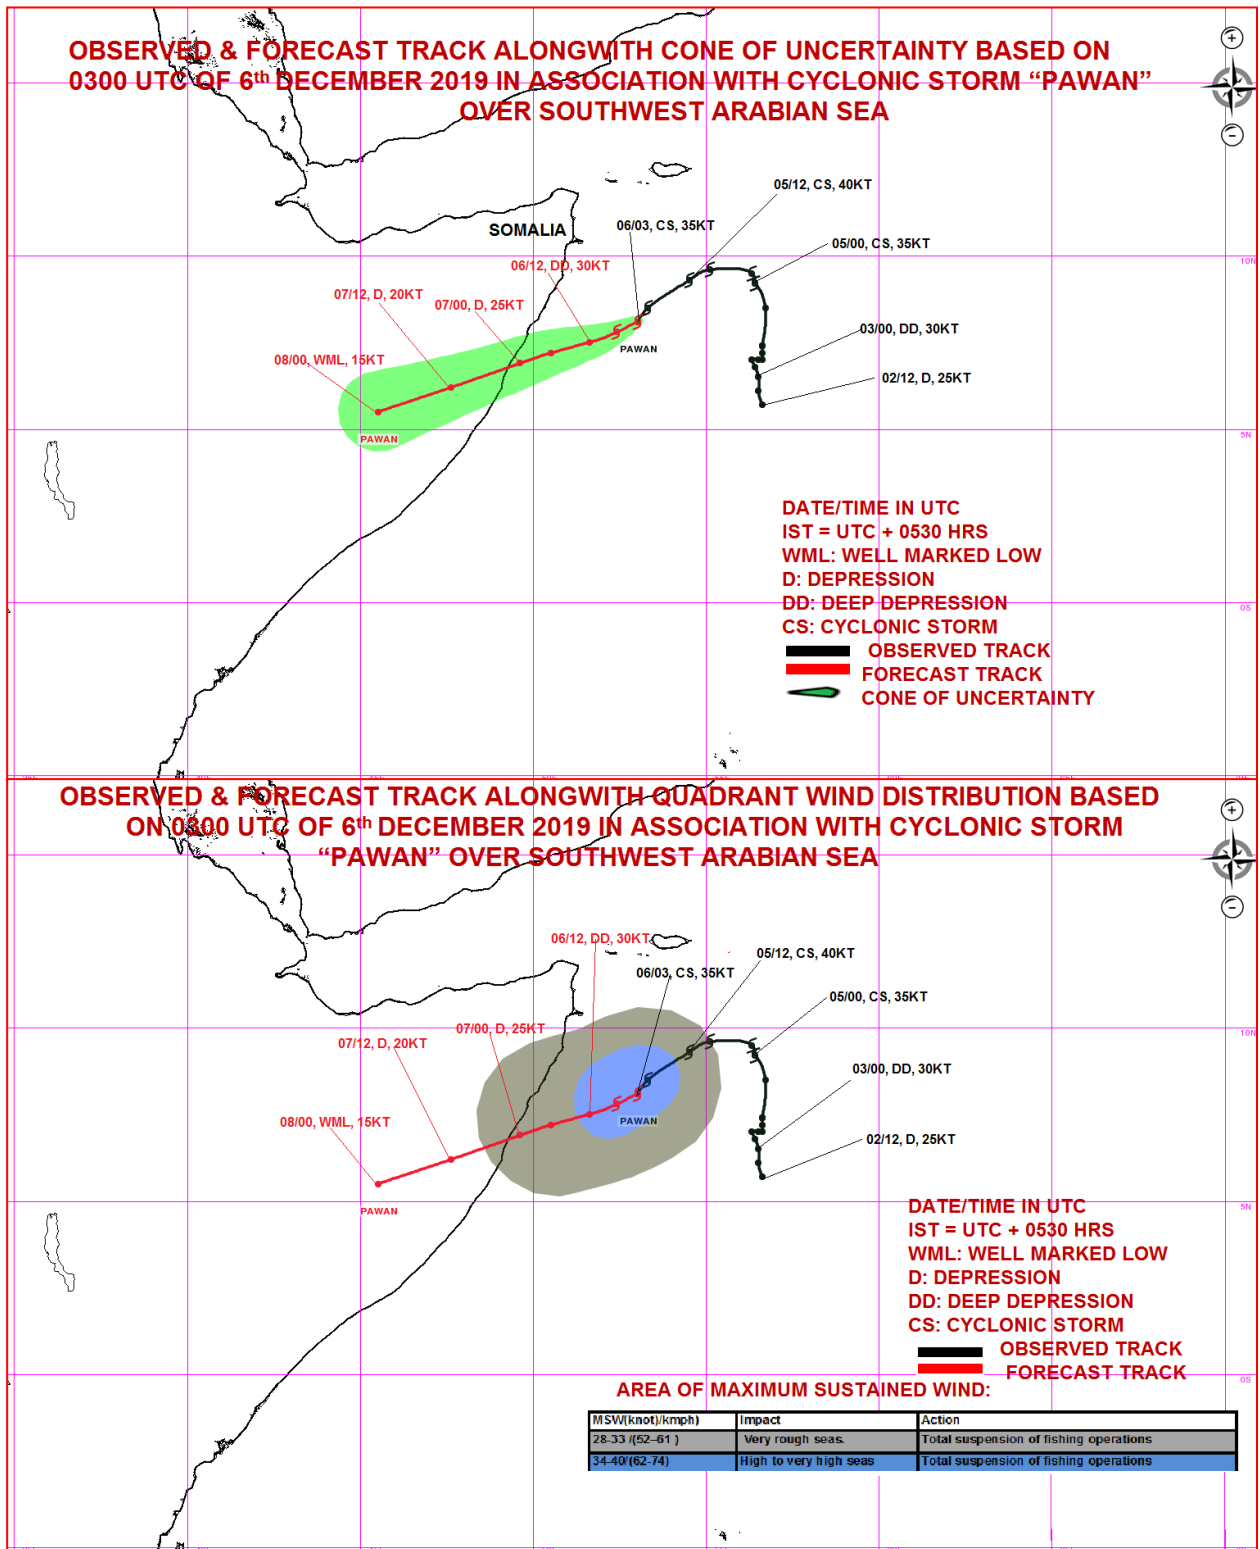 OBSERVED & FORECAST TRACK ALONGWITH CONE OF UNCERTAINTY BASED ON
0300 UTC OF 6th DECEMBER 2019 IN ASSOCIATION WITH CYCLONIC STORM “PAWAN”
OVER SOUTHWEST ARABIAN SEA
05/12, CS, 40KT
06/03, CS, 35KT
SOMALIA
05/00, CS, 35KT
10N
06/12, DD, 30KT
07/12, D, 20KT
07/00, D, 25KT
03/00, DD, 30KT
PAWAN
08/00, WML, 15KT
02/12, D, 25KT
PAWAN
5N
DATE/TIME IN UTC
IST = UTC + 0530 HRS
WML: WELL MARKED LOW
D: DEPRESSION
DD: DEEP DEPRESSION
0S
CS: CYCLONIC STORM
OBSERVED TRACK
FORECAST TRACK
CONE OF UNCERTAINTY
OBSERVED & FORECAST TRACK ALONGWITH QUADRANT WIND DISTRIBUTION BASED
ON 0300 UTC OF 6th DECEMBER 2019 IN ASSOCIATION WITH CYCLONIC STORM
“PAWAN” OVER SOUTHWEST ARABIAN SEA
06/12, DD, 30KT
05/12, CS, 40KT
06/03, CS, 35KT
05/00, CS, 35KT
07/00, D, 25KT
10N
07/12, D, 20KT
03/00, DD, 30KT
08/00, WML, 15KT
PAWAN
02/12, D, 25KT
PAWAN
5N
DATE/TIME IN UTC
IST = UTC + 0530 HRS
WML: WELL MARKED LOW
D: DEPRESSION
DD: DEEP DEPRESSION
CS: CYCLONIC STORM
OBSERVED TRACK
FORECAST TRACK
0S
AREA OF MAXIMUM SUSTAINED WIND:
MSW(knot)/kmph) Impact Action
28-33 /(52–61 ) Very rough seas. Total suspension of fishing operations
34-40/(62-74) High to very high seas Total suspension of fishing operations